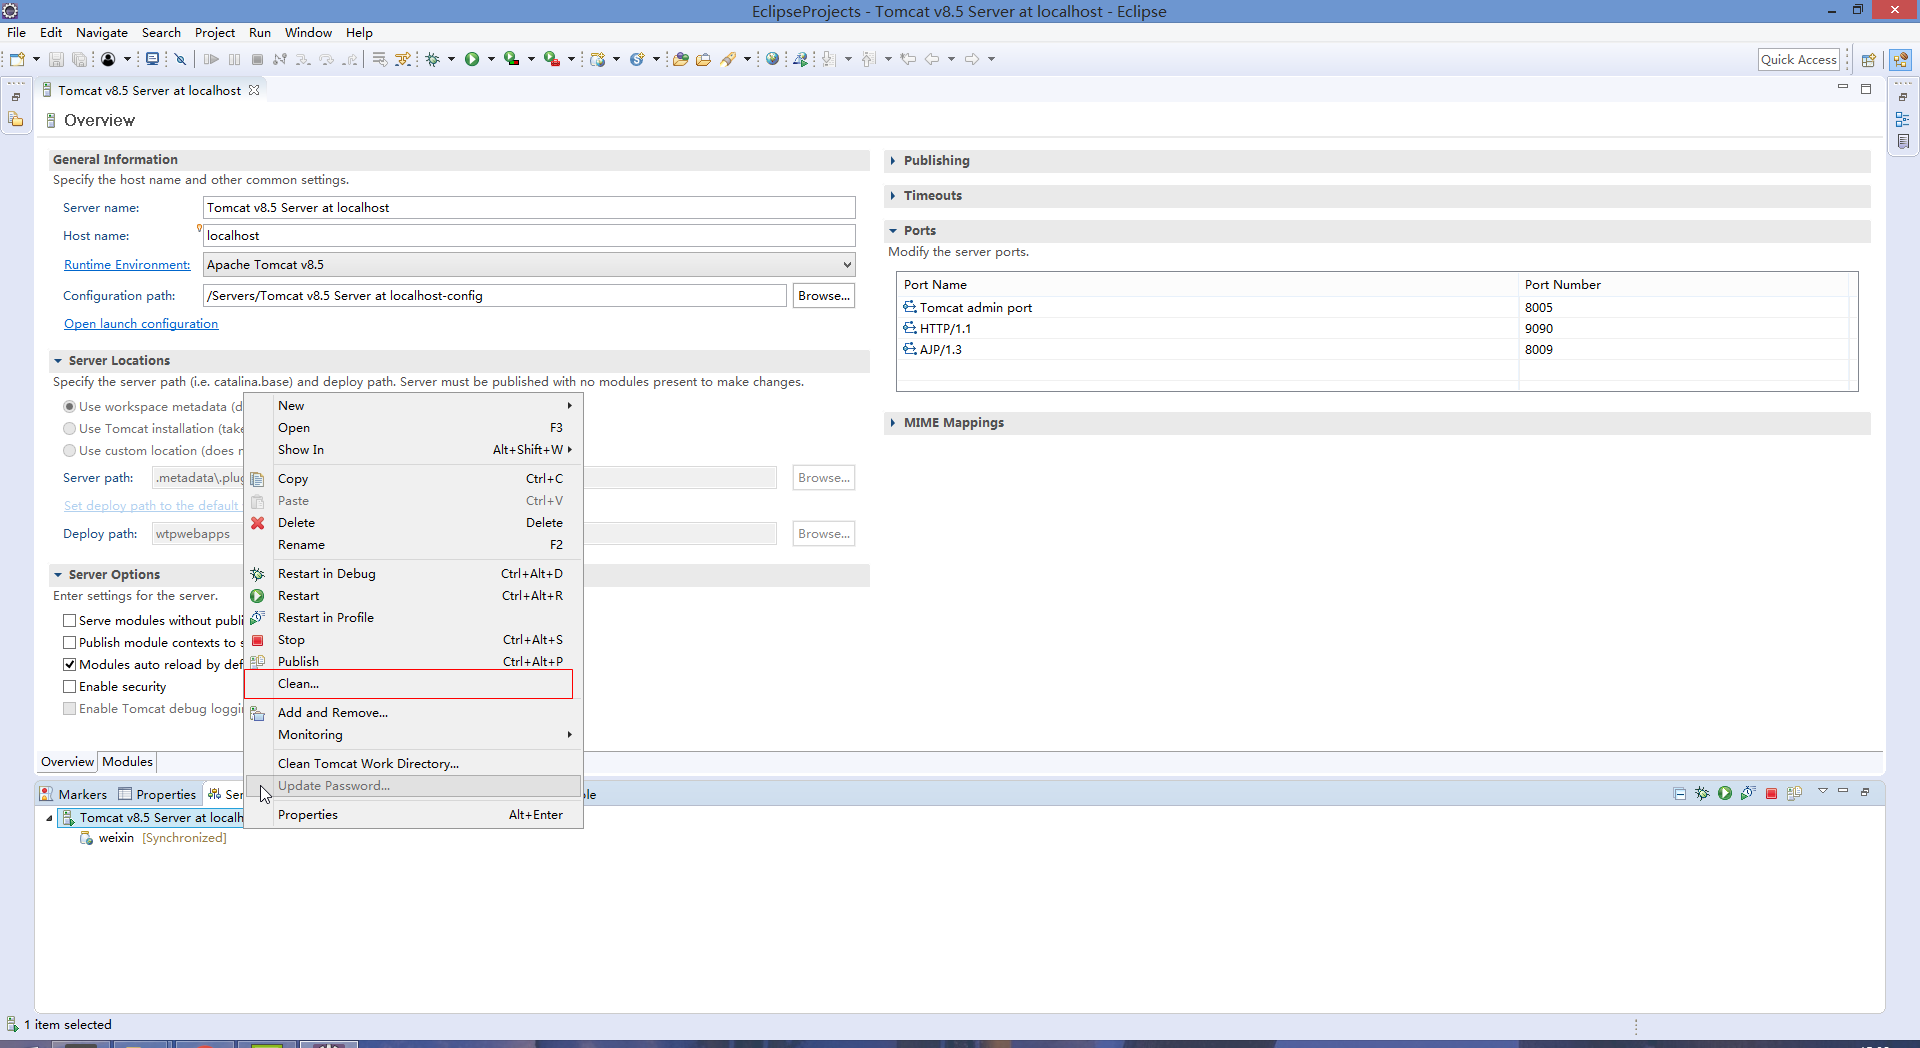 EclipseProjects - Tomcat v8.5 Server at localhost - Eclipse
File Edit Navigate Search Project Run Window Help
Quick Access
Tomcat v8.5 Server at localhost
Overview
General Information
Specify the host name and other common settings.
Server name: Tomcat v8.5 Server at localhost
Host name: localhost
Runtime Environment: Apache Tomcat v8.5
Configuration path: /Servers/Tomcat v8.5 Server at localhost-config Browse...
Open launch configuration
Server Locations
Specify the server path (i.e. catalina.base) and deploy path. Server must be published with no modules present to make changes.
Use workspace metadata (d
Use Tomcat installation (take
Use custom location (does n
Server path: .metadata\.plug Browse...
Set deploy path to the default
Deploy path: wtpwebapps Browse...
Server Options
Enter settings for the server.
Serve modules without publi
Publish module contexts to s
Modules auto reload by def
Enable security
Enable Tomcat debug loggi
Overview Modules
Publishing
Timeouts
Ports
Modify the server ports.
Port Name Port Number
Tomcat admin port 8005
HTTP/1.1 9090
AJP/1.3 8009
MIME Mappings
New
Open F3
Show In Alt+Shift+W
Copy Ctrl+C
Paste Ctrl+V
Delete Delete
Rename F2
Restart in Debug Ctrl+Alt+D
Restart Ctrl+Alt+R
Restart in Profile
Stop Ctrl+Alt+S
Publish Ctrl+Alt+P
Clean...
Add and Remove...
Monitoring
Clean Tomcat Work Directory...
Update Password...
Properties Alt+Enter
Markers Properties Ser le
Tomcat v8.5 Server at localh
weixin [Synchronized]
1 item selected